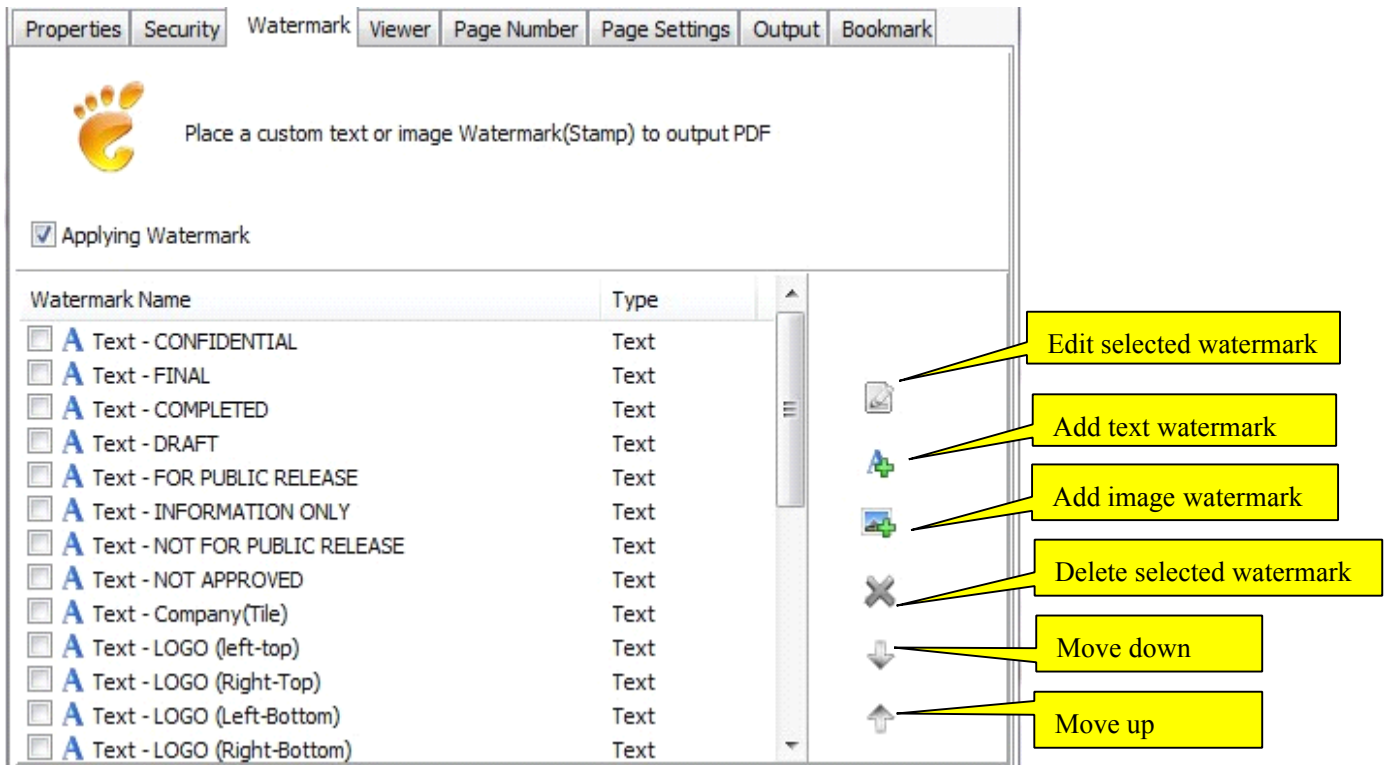 Properties Security Watermark Viewer Page Number Page Settings Output Bookmark
Place a custom text or image Watermark(Stamp) to output PDF
Applying Watermark
Watermark Name Type
Text - CONFIDENTIAL Text
Text - FINAL Text
Text - COMPLETED Text
Text - DRAFT Text
Text - FOR PUBLIC RELEASE Text
Text - INFORMATION ONLY Text
Text - NOT FOR PUBLIC RELEASE Text
Text - NOT APPROVED Text
Text - Company(Tile) Text
Text - LOGO (left-top) Text
Text - LOGO (Right-Top) Text
Text - LOGO (Left-Bottom) Text
Text - LOGO (Right-Bottom) Text
Edit selected watermark
Add text watermark
Add image watermark
Delete selected watermark
Move down
Move up